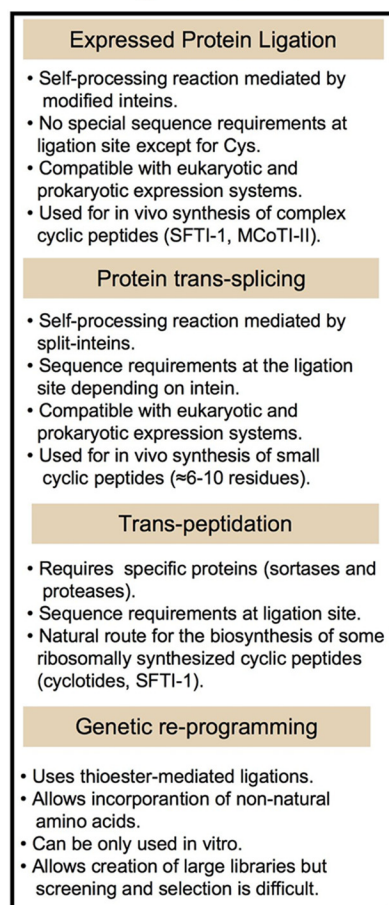 Expressed Protein Ligation
• Self-processing reaction mediated by
modified inteins.
• No special sequence requirements at
ligation site except for Cys.
• Compatible with eukaryotic and
prokaryotic expression systems.
• Used for in vivo synthesis of complex
cyclic peptides (SFTI-1, MCoTI-II).
Protein trans-splicing
• Self-processing reaction mediated by
split-inteins.
• Sequence requirements at the ligation
site depending on intein.
• Compatible with eukaryotic and
prokaryotic expression systems.
• Used for in vivo synthesis of small
cyclic peptides (≈6-10 residues).
Trans-peptidation
• Requires specific proteins (sortases and
proteases).
• Sequence requirements at ligation site.
• Natural route for the biosynthesis of some
ribosomally synthesized cyclic peptides
(cyclotides, SFTI-1).
Genetic re-programming
• Uses thioester-mediated ligations.
• Allows incorporantion of non-natural
amino acids.
• Can be only used in vitro.
• Allows creation of large libraries but
screening and selection is difficult.